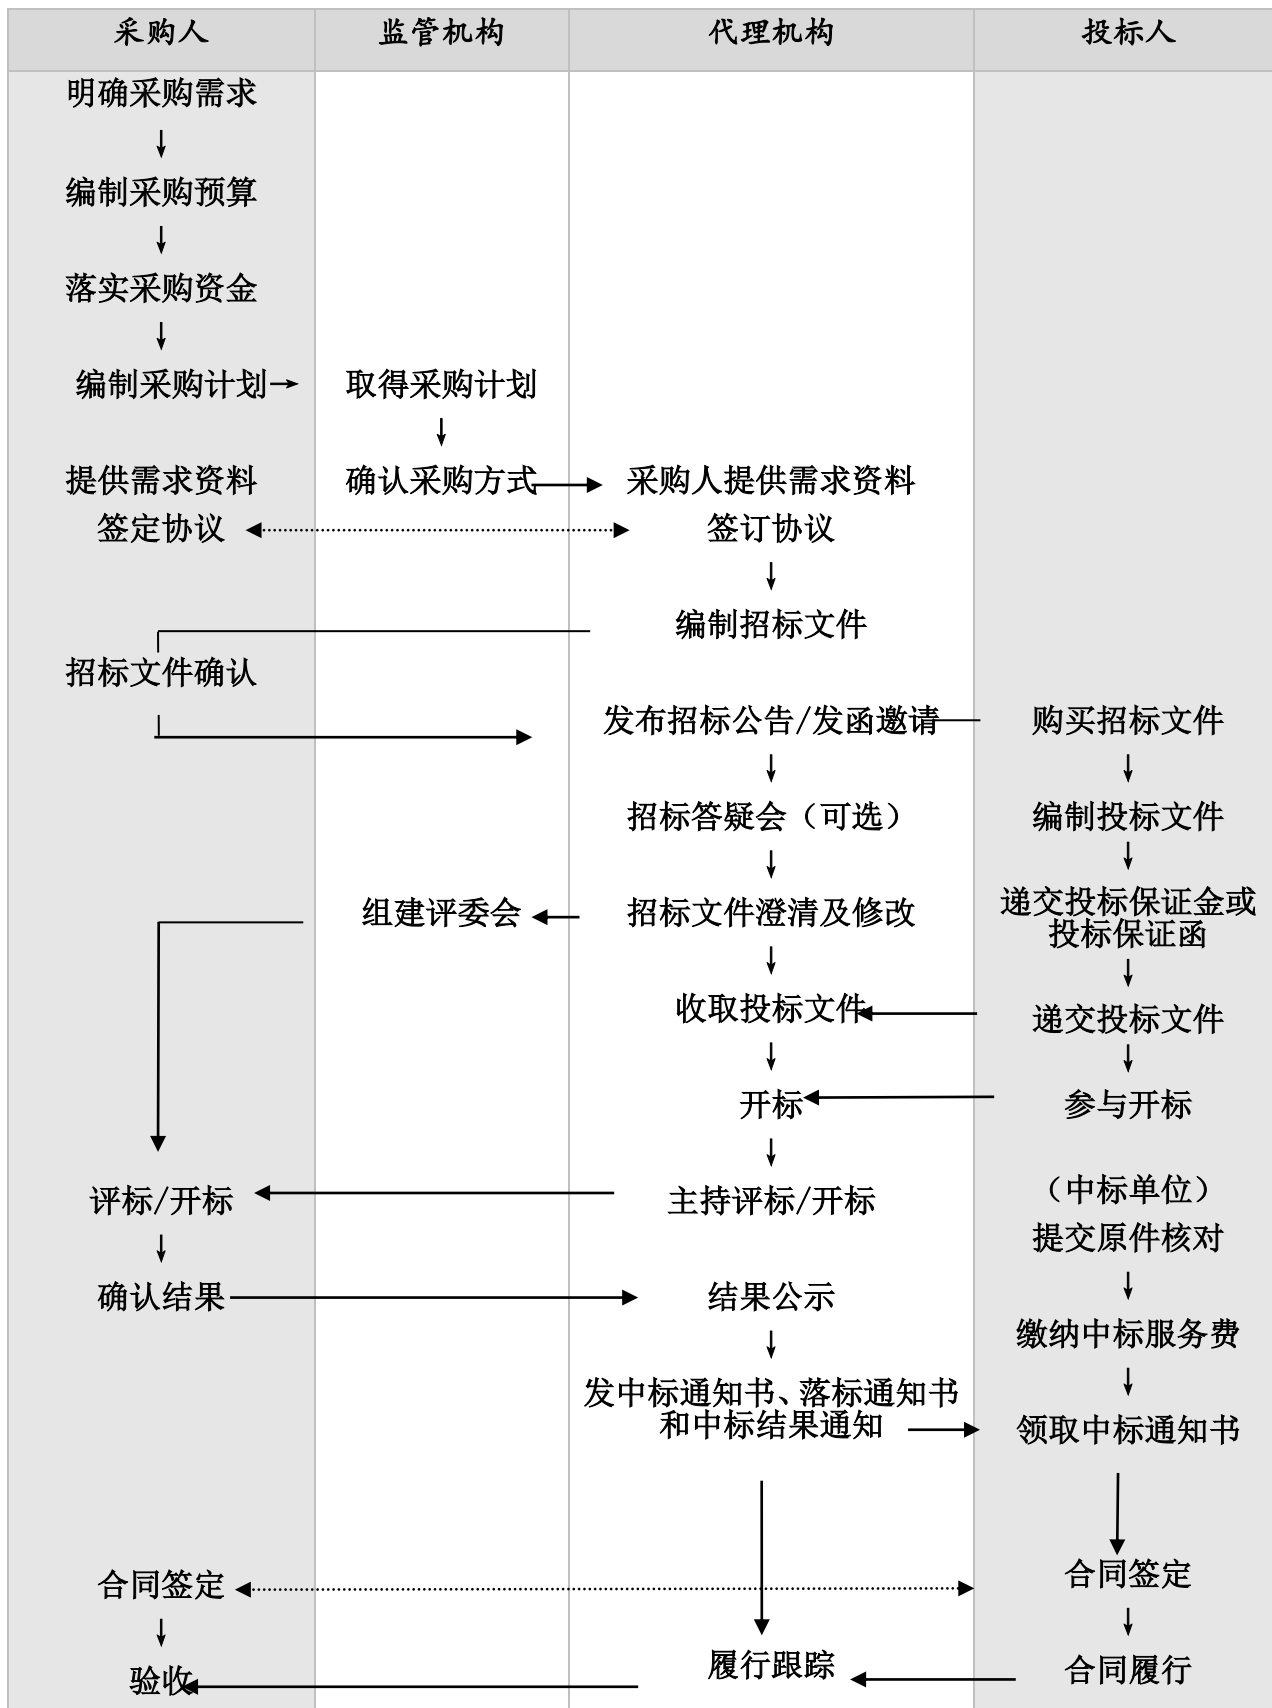 采购人 监管机构 代理机构 投标人
明确采购需求
编制采购预算
落实采购资金
编制采购计划 取得采购计划
提供需求资料 确认采购方式 采购人提供需求资料
签定协议 签订协议
编制招标文件
招标文件确认
发布招标公告/发函邀请 购买招标文件
招标答疑会（可选） 编制投标文件
组建评委会 招标文件澄清及修改 递交投标保证金或
投标保证函
收取投标文件 递交投标文件
开标 参与开标
评标/开标 主持评标/开标 （中标单位）
提交原件核对
确认结果 结果公示
缴纳中标服务费
发中标通知书、落标通知书
和中标结果通知 领取中标通知书
合同签定 合同签定
验收 履行跟踪 合同履行